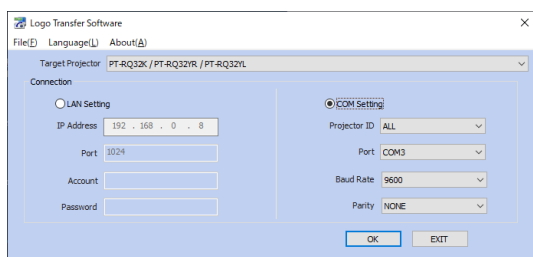 Logo Transfer Software
File(F) Language(L) About(A)
Target Projector PT-RQ32K / PT-RQ32YR / PT-RQ32YL
Connection
LAN Setting COM Setting
IP Address 192 . 168 . 0 . 8 Projector ID ALL
Port 1024 Port COM3
Account Baud Rate 9600
Password Parity NONE
OK EXIT